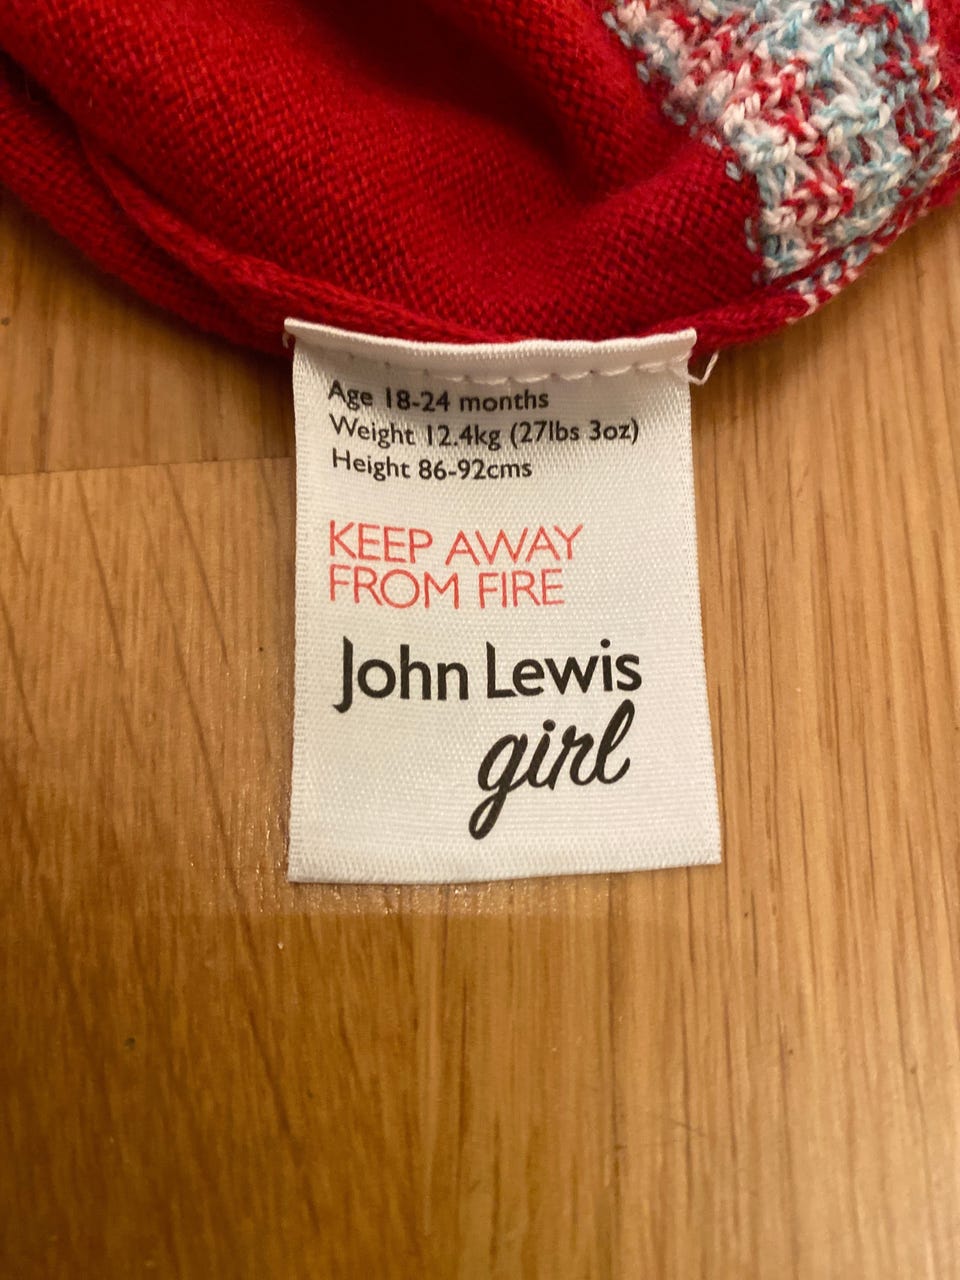 Age 18-24 months
Weight 12.4kg (27lbs 3oz)
Height 86-92cms
KEEP AWAY
FROM FIRE
John Lewis
girl